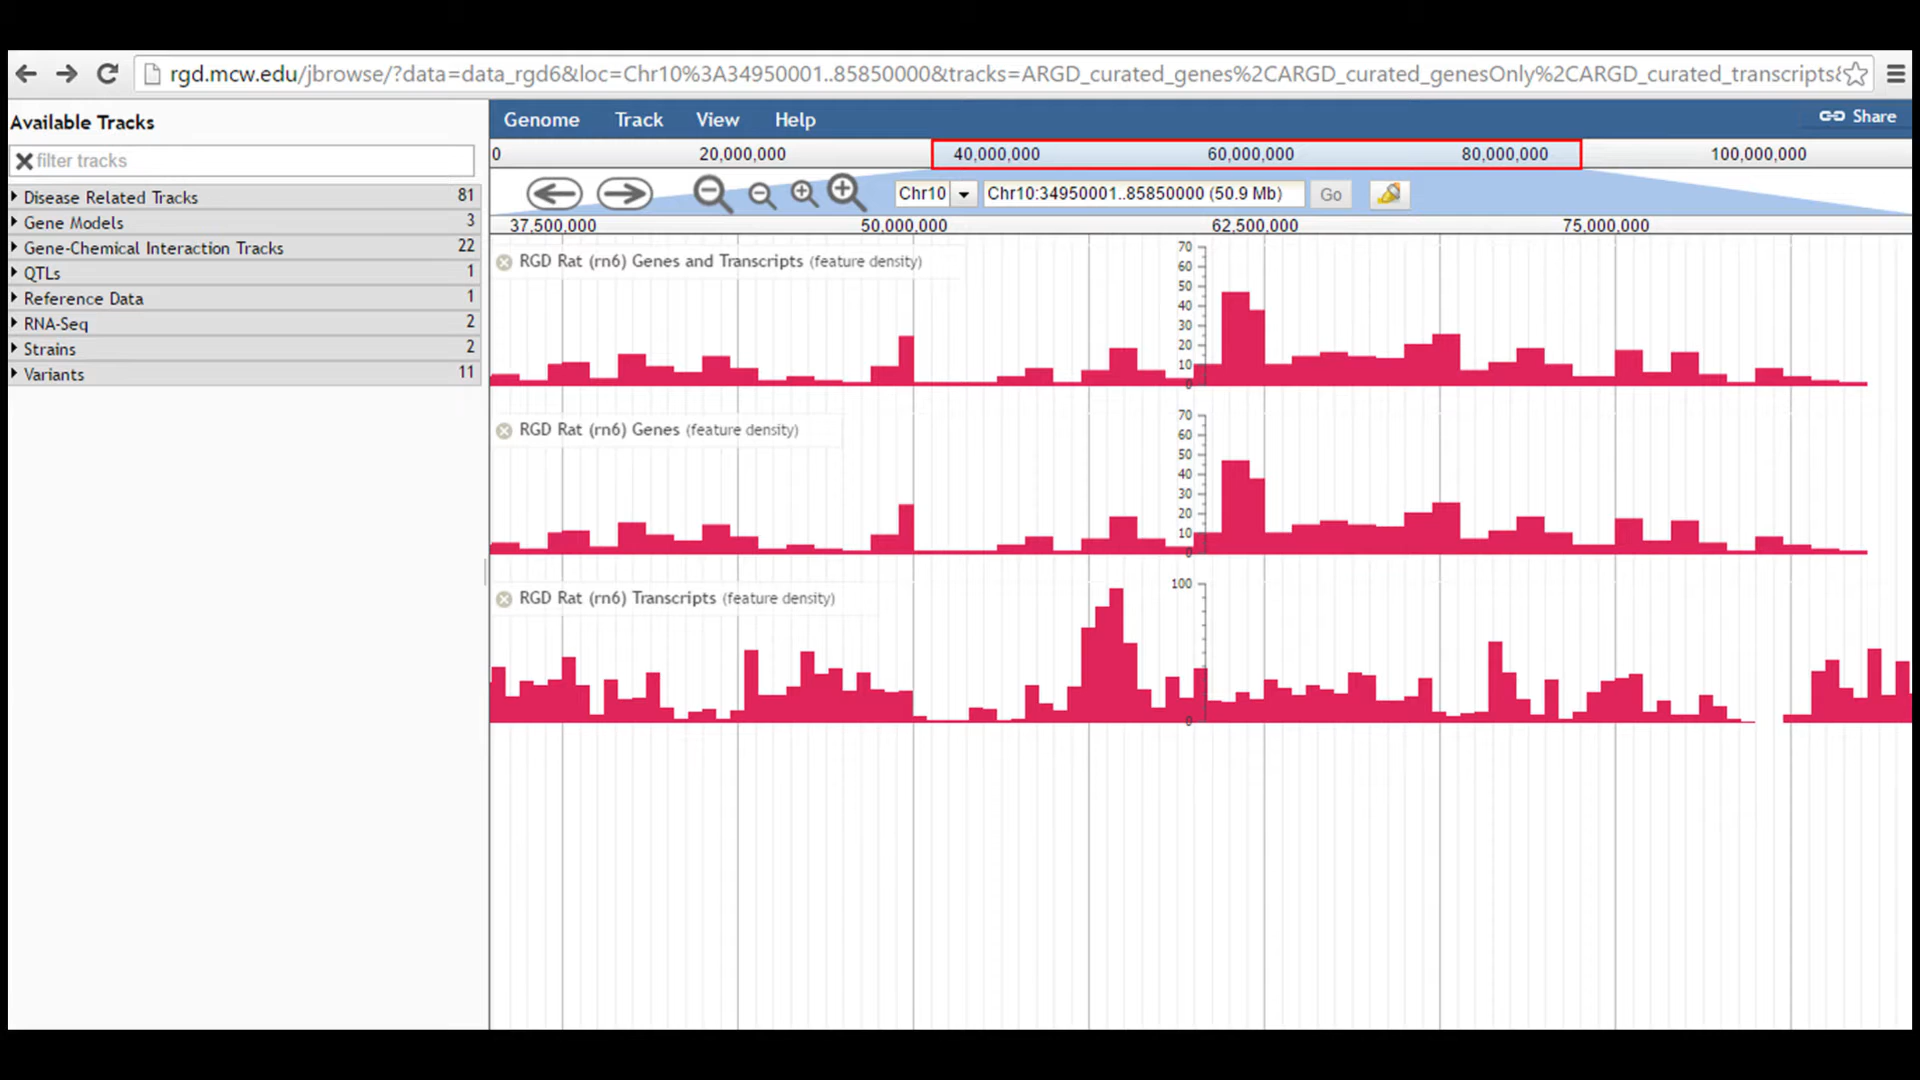 rgd.mcw.edu/jbrowse/?data=data_rgd6&loc=Chr10%3A34950001..85850000&tracks=ARGD_curated_genes%2CARGD_curated_genesOnly%2CARGD_curated_transcripts&
Available Tracks
filter tracks
Disease Related Tracks 81
Gene Models 3
Gene-Chemical Interaction Tracks 22
QTLs 1
Reference Data 1
RNA-Seq 2
Strains 2
Variants 11
Genome Track View Help Share
0 20,000,000 40,000,000 60,000,000 80,000,000 100,000,000
Chr10 Chr10:34950001..85850000 (50.9 Mb) Go
37,500,000 50,000,000 62,500,000 75,000,000
RGD Rat (rn6) Genes and Transcripts (feature density)
70
60
50
40
30
20
10
0
RGD Rat (rn6) Genes (feature density)
70
60
50
40
30
20
10
0
RGD Rat (rn6) Transcripts (feature density)
100
0